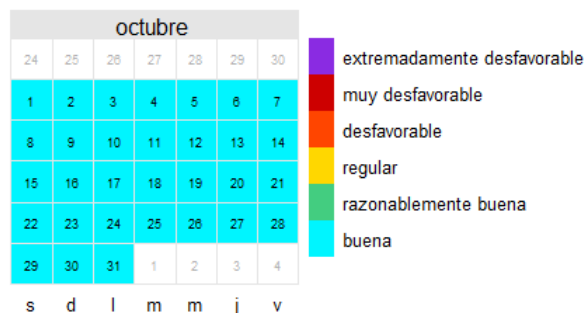 octubre
24 25 26 27 28 29 30
1 2 3 4 5 6 7
8 9 10 11 12 13 14
15 16 17 18 19 20 21
22 23 24 25 26 27 28
29 30 31 1 2 3 4
s d l m m j v
extremadamente desfavorable
muy desfavorable
desfavorable
regular
razonablemente buena
buena